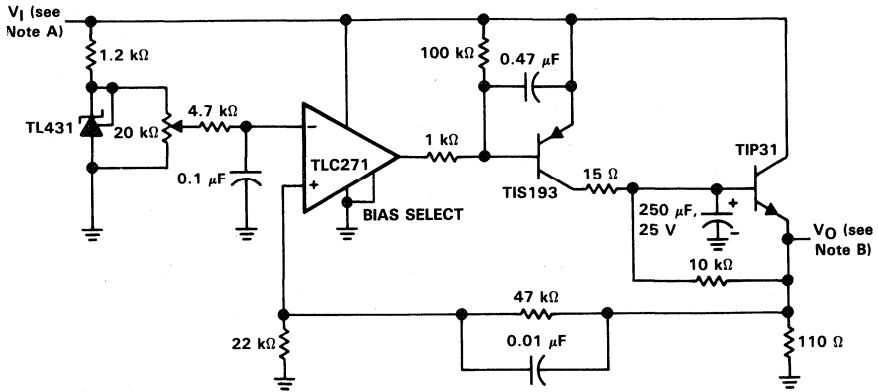 VI (see
Note A)
1.2 kΩ
TL431
20 kΩ
4.7 kΩ
0.1 μF
−
TLC271
+
BIAS SELECT
1 kΩ
100 kΩ
0.47 μF
TIS193
15 Ω
TIP31
250 μF,
25 V
+
−
VO (see
Note B)
10 kΩ
47 kΩ
0.01 μF
22 kΩ
110 Ω